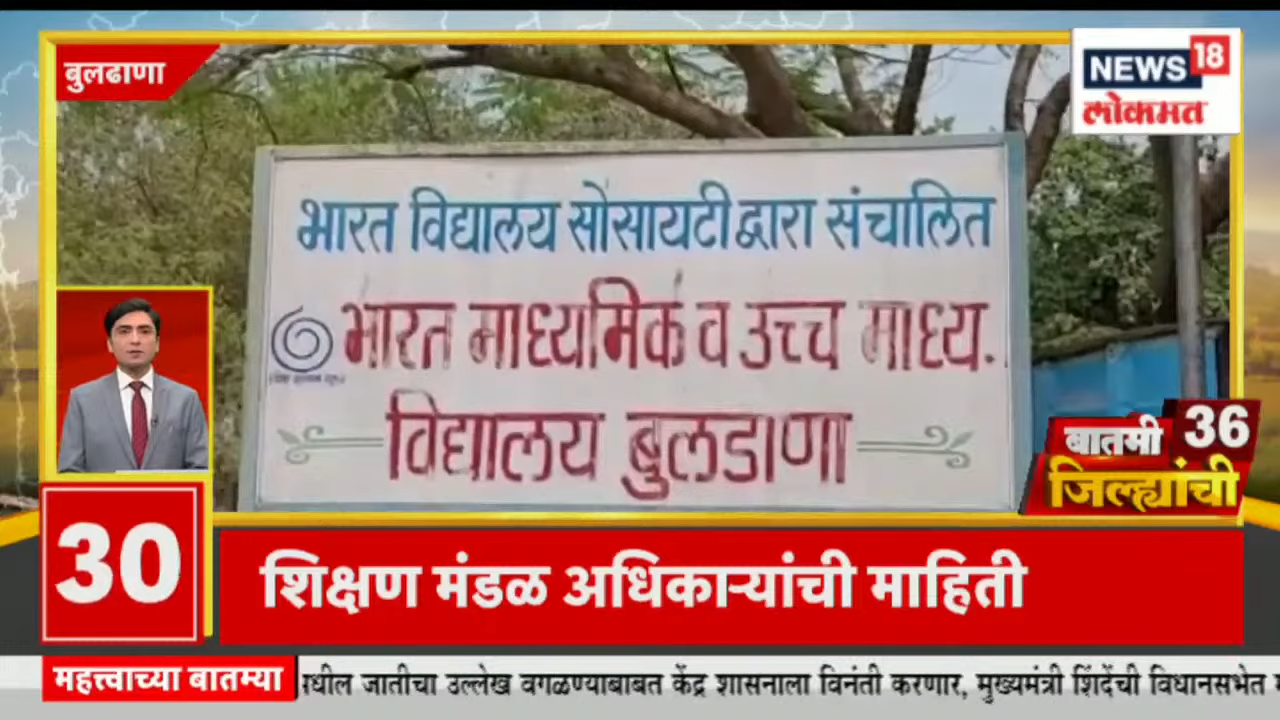 बुलढाणा
NEWS 18
लोकमत
भारत विद्यालय सोसायटी द्वारा संचालित
भारत माध्यमिक व उच्च माध्य.
विद्यालय बुलडाणा
बातमी 36
जिल्ह्यांची
30
शिक्षण मंडळ अधिकाऱ्यांची माहिती
महत्त्वाच्या बातम्या
जातीचा उल्लेख वगळण्याबाबत केंद्र शासनाला विनंती करणार, मुख्यमंत्री शिंदेंची विधानसभेत